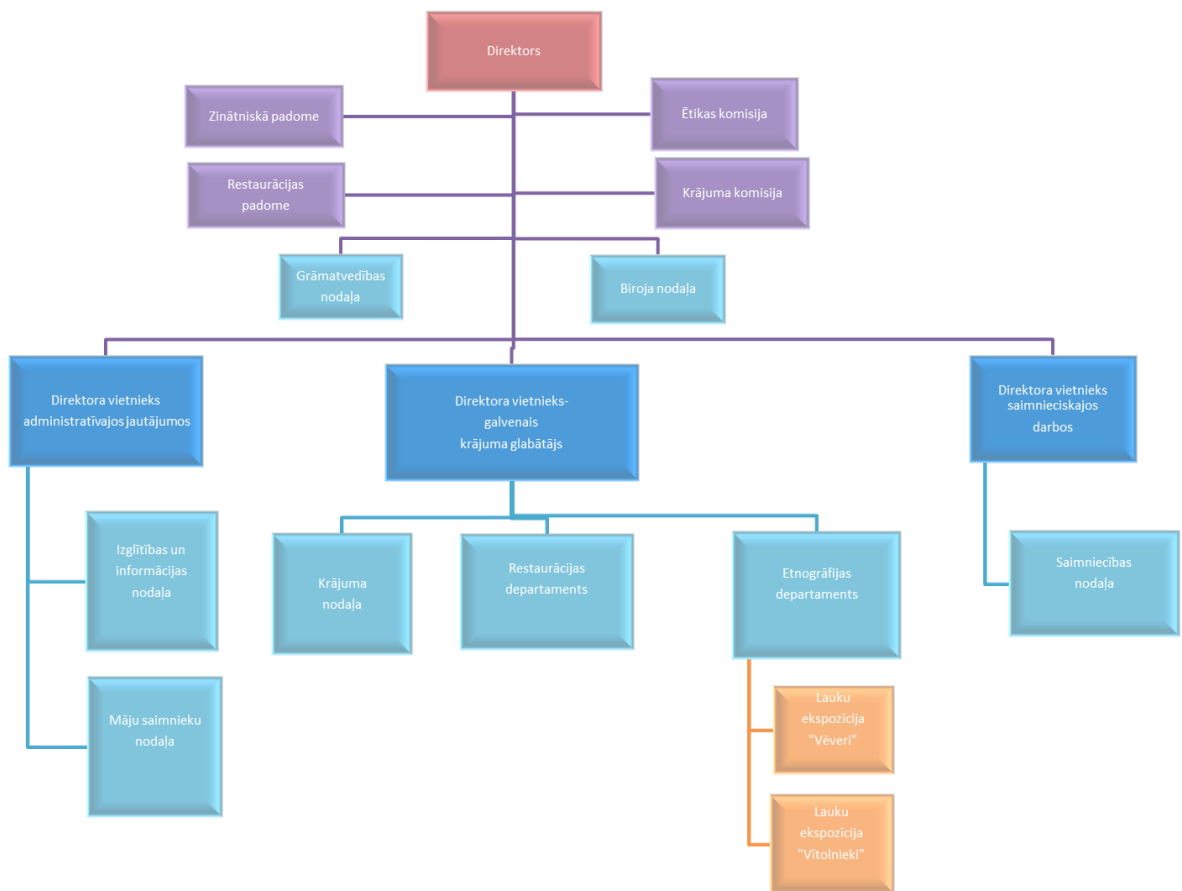 Direktors
Zinātniskā padome
Ētikas komisija
Restaurācijas
padome
Krājuma komisija
Grāmatvedības
nodaļa
Biroja nodaļa
Direktora vietnieks
administratīvajos jautājumos
Direktora vietnieks-
galvenais
krājuma glabātājs
Direktora vietnieks
saimnieciskajos
darbos
Izglītības un
informācijas
nodaļa
Krājuma
nodaļa
Restaurācijas
departaments
Etnogrāfijas
departaments
Saimniecības
nodaļa
Māju saimnieku
nodaļa
Lauku
ekspozīcija
"Vēveri"
Lauku
ekspozīcija
"Vītolnieki"